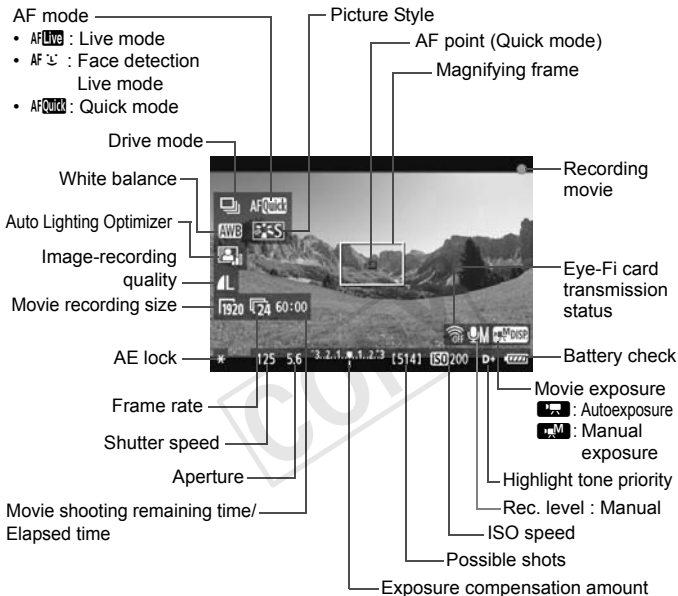 AF mode
• AF Live : Live mode
• AF : Face detection
Live mode
• AF Quick : Quick mode
Picture Style
AF point (Quick mode)
Magnifying frame
Drive mode
White balance
Auto Lighting Optimizer
Image-recording
quality
Movie recording size
AE lock
Frame rate
Shutter speed
Aperture
Movie shooting remaining time/
Elapsed time
Recording
movie
Eye-Fi card
transmission
status
Battery check
Movie exposure
: Autoexposure
M : Manual
exposure
Highlight tone priority
Rec. level : Manual
ISO speed
Possible shots
Exposure compensation amount
AF Quick
AWB S
L
1920 24 60:00
OFF M M DISP
125 5.6 3..2..1..1..2..3 [514] ISO 200 D+